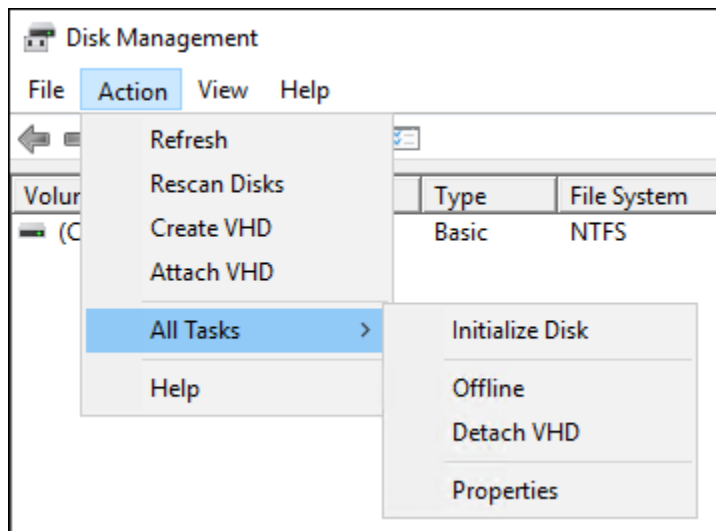 Disk Management
File Action View Help
Refresh
Rescan Disks
Create VHD
Attach VHD
All Tasks
Help
Type File System
Basic NTFS
Initialize Disk
Offline
Detach VHD
Properties